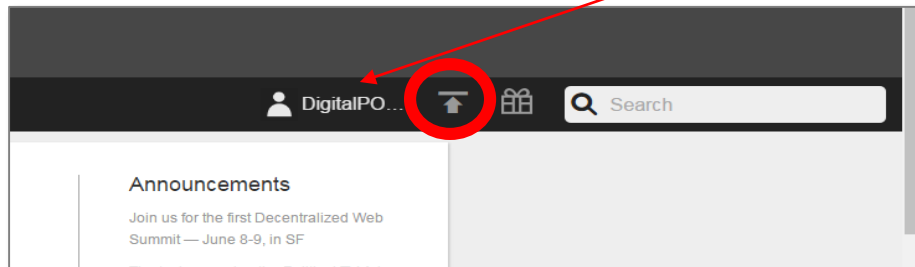 DigitalPO...
Search
Announcements
Join us for the first Decentralized Web
Summit — June 8-9, in SF